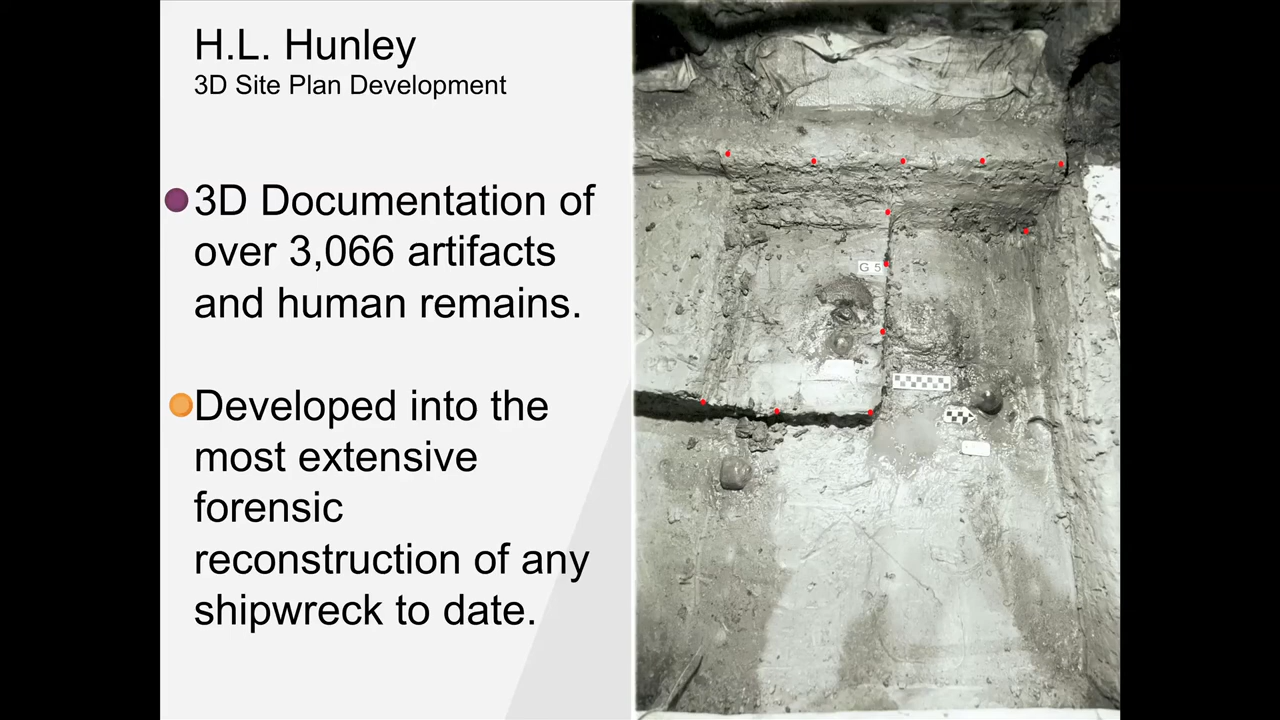 H.L. Hunley
3D Site Plan Development
3D Documentation of
over 3,066 artifacts
and human remains.
G 5
Developed into the
most extensive
forensic
reconstruction of any
shipwreck to date.